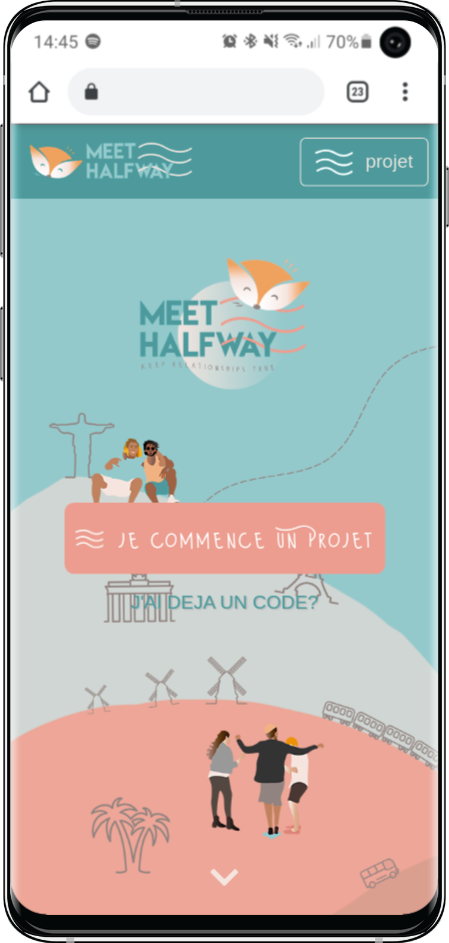 14:45
70%
23
MEET
HALFWAY
projet
MEET
HALFWAY
KEEP RELATIONSHIPS TRUE
JE COMMENCE UN PROJET
J'AI DEJA UN CODE?